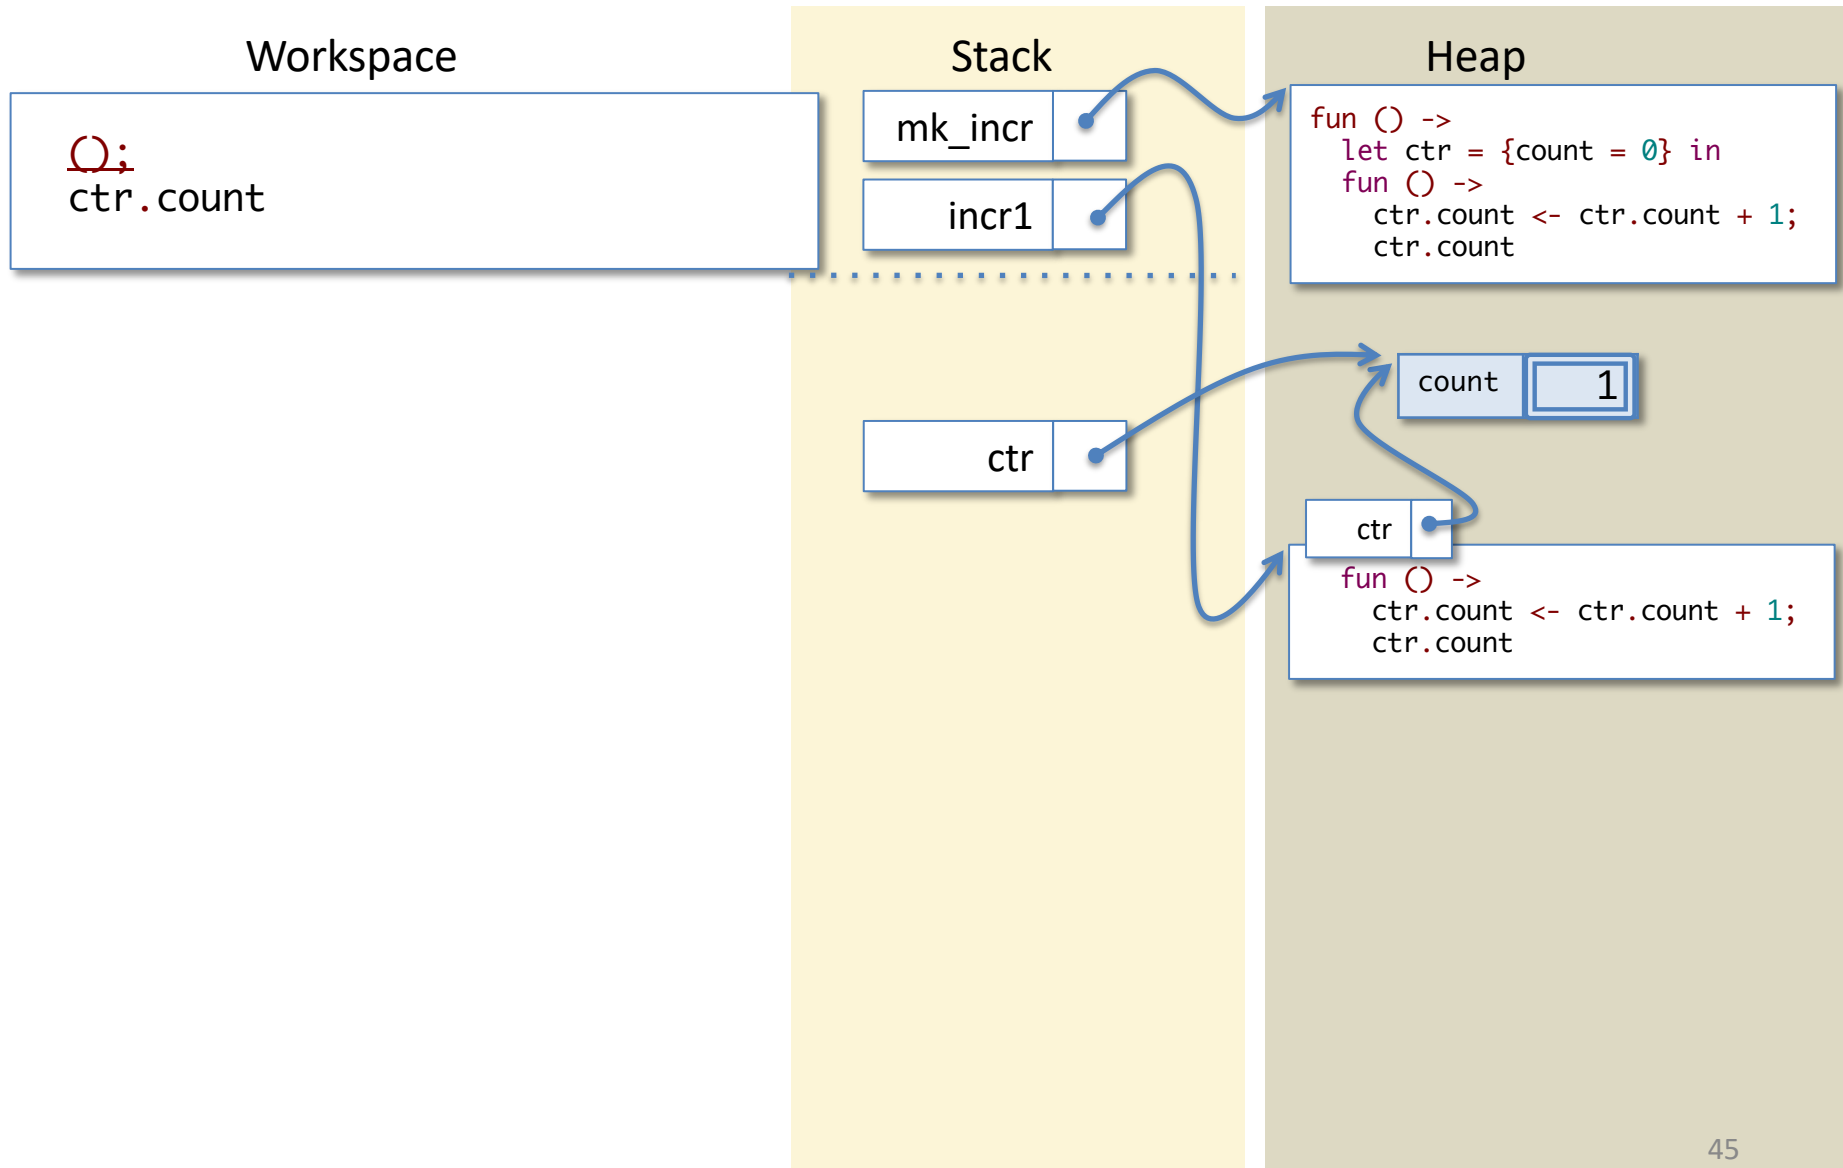 Workspace
();
ctr.count
Stack
mk_incr
incr1
ctr
Heap
fun () ->
let ctr = {count = 0} in
fun () ->
ctr.count <- ctr.count + 1;
ctr.count
count 1
ctr
fun () ->
ctr.count <- ctr.count + 1;
ctr.count
45